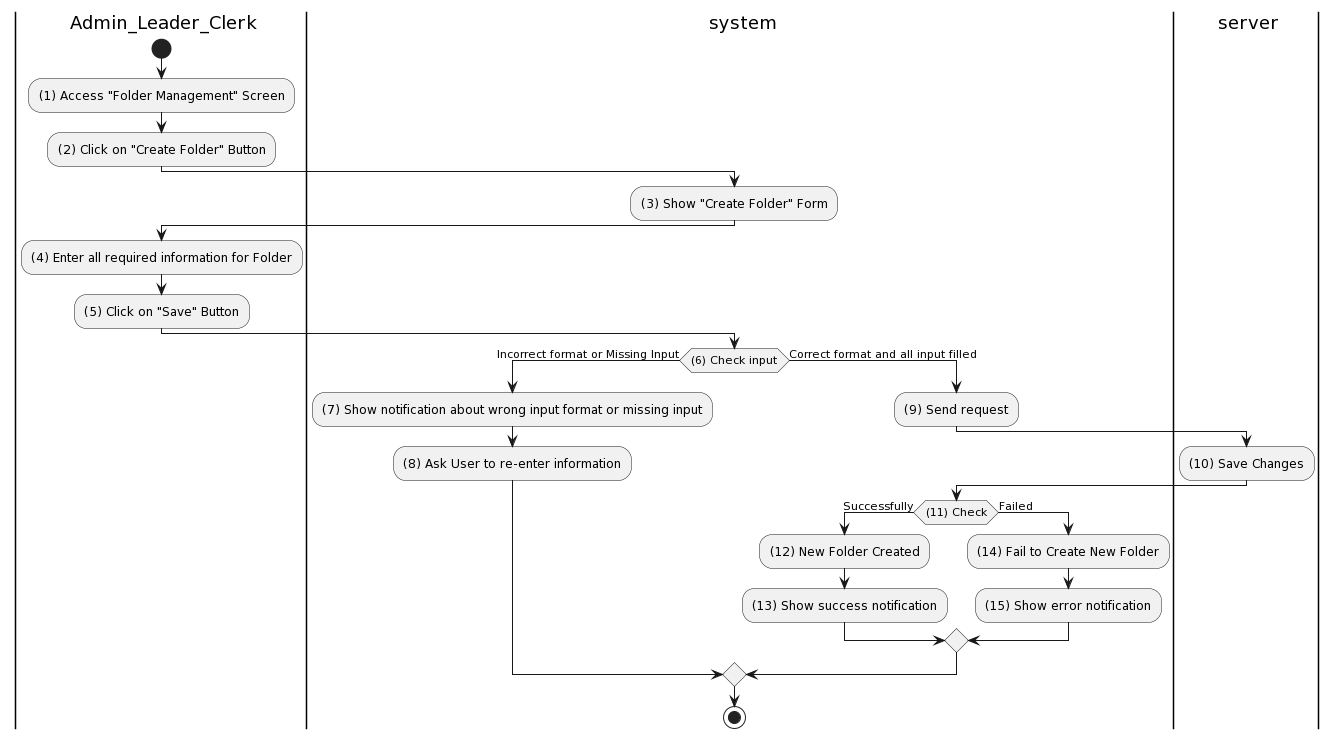 Admin_Leader_Clerk
system
server
(1) Access "Folder Management" Screen
(2) Click on "Create Folder" Button
(3) Show "Create Folder" Form
(4) Enter all required information for Folder
(5) Click on "Save" Button
Incorrect format or Missing Input
(6) Check input
Correct format and all input filled
(7) Show notification about wrong input format or missing input
(9) Send request
(8) Ask User to re-enter information
(10) Save Changes
Successfully
(11) Check
Failed
(12) New Folder Created
(14) Fail to Create New Folder
(13) Show success notification
(15) Show error notification